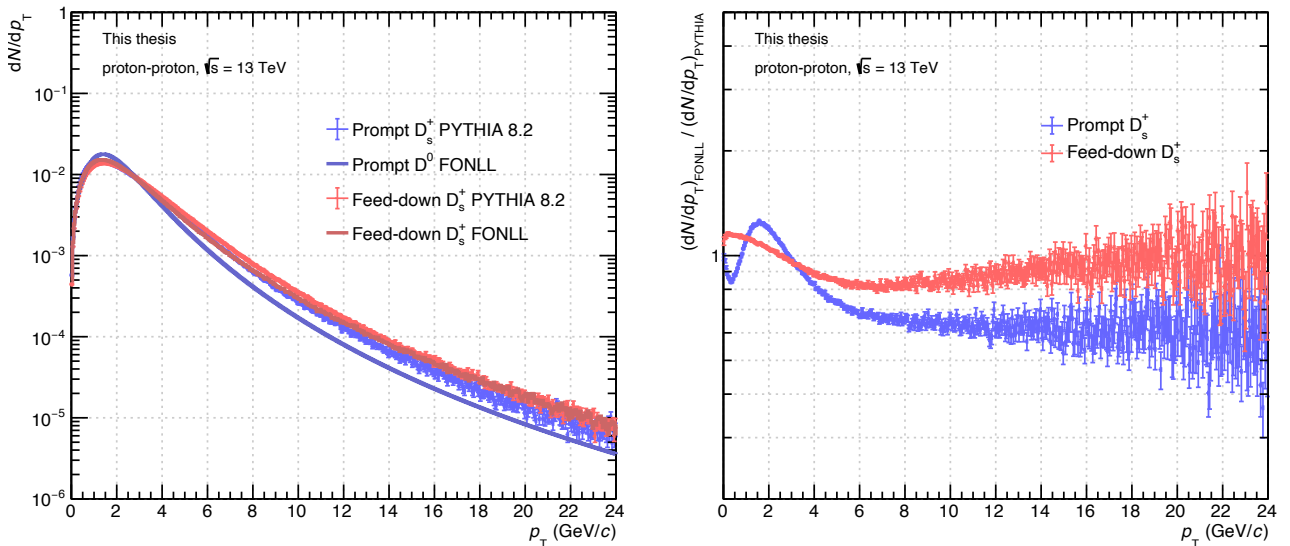 dN/dp_T
This thesis
proton-proton, √s = 13 TeV
Prompt D_s^+ PYTHIA 8.2
Prompt D^0 FONLL
Feed-down D_s^+ PYTHIA 8.2
Feed-down D_s^+ FONLL
1
10^−1
10^−2
10^−3
10^−4
10^−5
10^−6
0 2 4 6 8 10 12 14 16 18 20 22 24
p_T (GeV/c)
(dN/dp_T)_FONLL / (dN/dp_T)_PYTHIA
This thesis
proton-proton, √s = 13 TeV
Prompt D_s^+
Feed-down D_s^+
1
0 2 4 6 8 10 12 14 16 18 20 22 24
p_T (GeV/c)